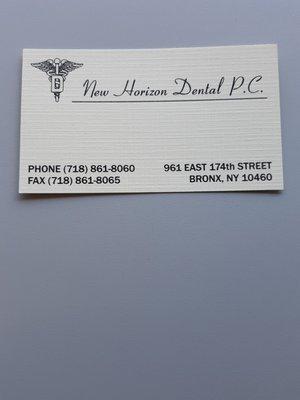 New Horizon Dental P.C.
PHONE (718) 861-8060
FAX (718) 861-8065
961 EAST 174th STREET
BRONX, NY 10460